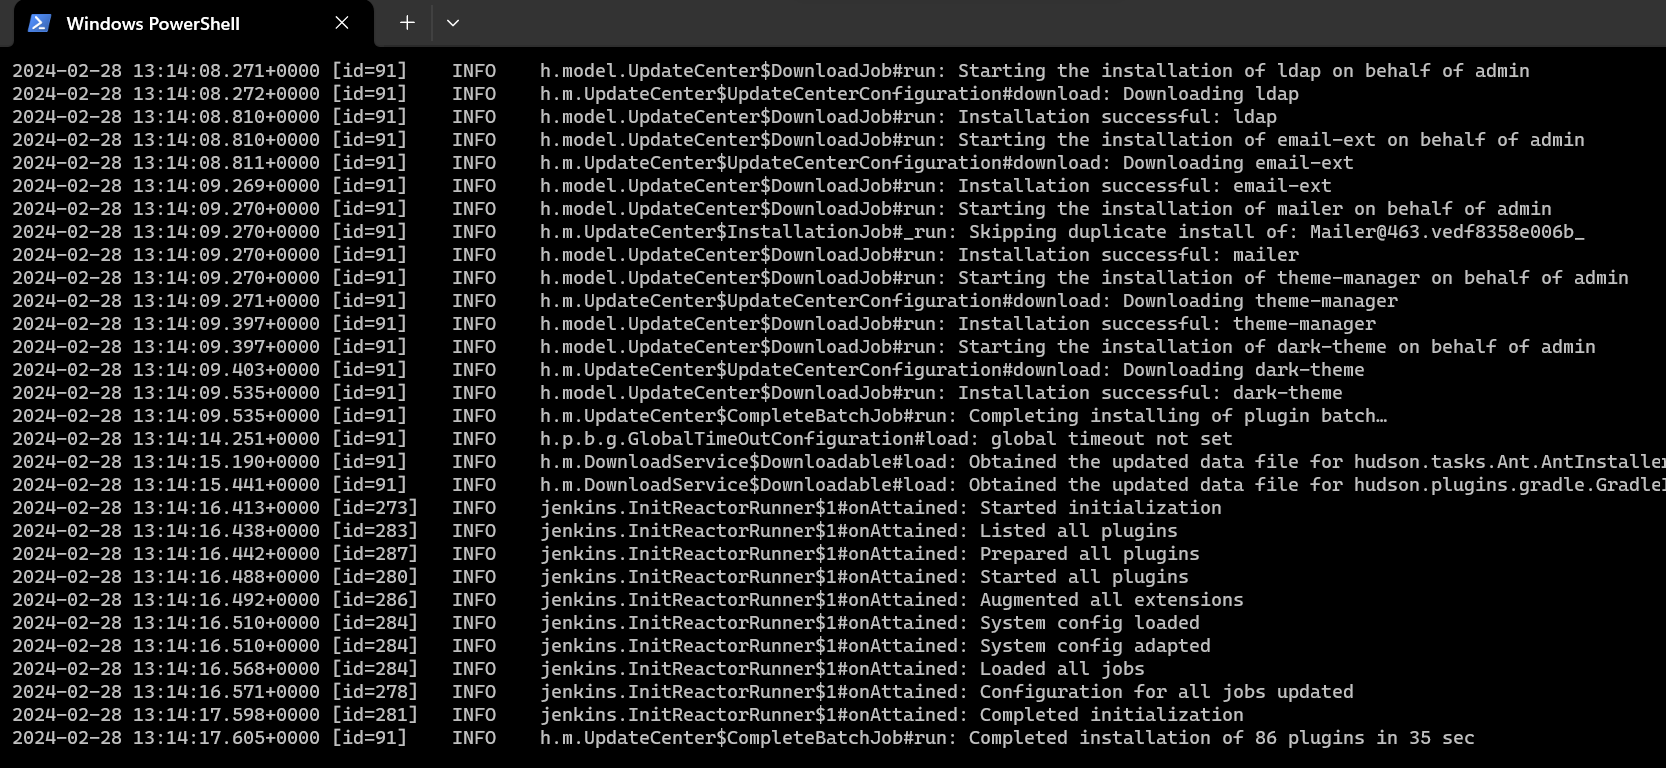 Windows PowerShell
2024-02-28 13:14:08.271+0000 [id=91] INFO h.model.UpdateCenter$DownloadJob#run: Starting the installation of ldap on behalf of admin
2024-02-28 13:14:08.272+0000 [id=91] INFO h.m.UpdateCenter$UpdateCenterConfiguration#download: Downloading ldap
2024-02-28 13:14:08.810+0000 [id=91] INFO h.model.UpdateCenter$DownloadJob#run: Installation successful: ldap
2024-02-28 13:14:08.810+0000 [id=91] INFO h.model.UpdateCenter$DownloadJob#run: Starting the installation of email-ext on behalf of admin
2024-02-28 13:14:08.811+0000 [id=91] INFO h.m.UpdateCenter$UpdateCenterConfiguration#download: Downloading email-ext
2024-02-28 13:14:09.269+0000 [id=91] INFO h.model.UpdateCenter$DownloadJob#run: Installation successful: email-ext
2024-02-28 13:14:09.270+0000 [id=91] INFO h.model.UpdateCenter$DownloadJob#run: Starting the installation of mailer on behalf of admin
2024-02-28 13:14:09.270+0000 [id=91] INFO h.m.UpdateCenter$InstallationJob#_run: Skipping duplicate install of: Mailer@463.vedf8358e006b_
2024-02-28 13:14:09.270+0000 [id=91] INFO h.model.UpdateCenter$DownloadJob#run: Installation successful: mailer
2024-02-28 13:14:09.270+0000 [id=91] INFO h.model.UpdateCenter$DownloadJob#run: Starting the installation of theme-manager on behalf of admin
2024-02-28 13:14:09.271+0000 [id=91] INFO h.m.UpdateCenter$UpdateCenterConfiguration#download: Downloading theme-manager
2024-02-28 13:14:09.397+0000 [id=91] INFO h.model.UpdateCenter$DownloadJob#run: Installation successful: theme-manager
2024-02-28 13:14:09.397+0000 [id=91] INFO h.model.UpdateCenter$DownloadJob#run: Starting the installation of dark-theme on behalf of admin
2024-02-28 13:14:09.403+0000 [id=91] INFO h.m.UpdateCenter$UpdateCenterConfiguration#download: Downloading dark-theme
2024-02-28 13:14:09.535+0000 [id=91] INFO h.model.UpdateCenter$DownloadJob#run: Installation successful: dark-theme
2024-02-28 13:14:09.535+0000 [id=91] INFO h.m.UpdateCenter$CompleteBatchJob#run: Completing installing of plugin batch…
2024-02-28 13:14:14.251+0000 [id=91] INFO h.p.b.g.GlobalTimeOutConfiguration#load: global timeout not set
2024-02-28 13:14:15.190+0000 [id=91] INFO h.m.DownloadService$Downloadable#load: Obtained the updated data file for hudson.tasks.Ant.AntInstaller
2024-02-28 13:14:15.441+0000 [id=91] INFO h.m.DownloadService$Downloadable#load: Obtained the updated data file for hudson.plugins.gradle.GradleI
2024-02-28 13:14:16.413+0000 [id=273] INFO jenkins.InitReactorRunner$1#onAttained: Started initialization
2024-02-28 13:14:16.438+0000 [id=283] INFO jenkins.InitReactorRunner$1#onAttained: Listed all plugins
2024-02-28 13:14:16.442+0000 [id=287] INFO jenkins.InitReactorRunner$1#onAttained: Prepared all plugins
2024-02-28 13:14:16.488+0000 [id=280] INFO jenkins.InitReactorRunner$1#onAttained: Started all plugins
2024-02-28 13:14:16.492+0000 [id=286] INFO jenkins.InitReactorRunner$1#onAttained: Augmented all extensions
2024-02-28 13:14:16.510+0000 [id=284] INFO jenkins.InitReactorRunner$1#onAttained: System config loaded
2024-02-28 13:14:16.510+0000 [id=284] INFO jenkins.InitReactorRunner$1#onAttained: System config adapted
2024-02-28 13:14:16.568+0000 [id=284] INFO jenkins.InitReactorRunner$1#onAttained: Loaded all jobs
2024-02-28 13:14:16.571+0000 [id=278] INFO jenkins.InitReactorRunner$1#onAttained: Configuration for all jobs updated
2024-02-28 13:14:17.598+0000 [id=281] INFO jenkins.InitReactorRunner$1#onAttained: Completed initialization
2024-02-28 13:14:17.605+0000 [id=91] INFO h.m.UpdateCenter$CompleteBatchJob#run: Completed installation of 86 plugins in 35 sec